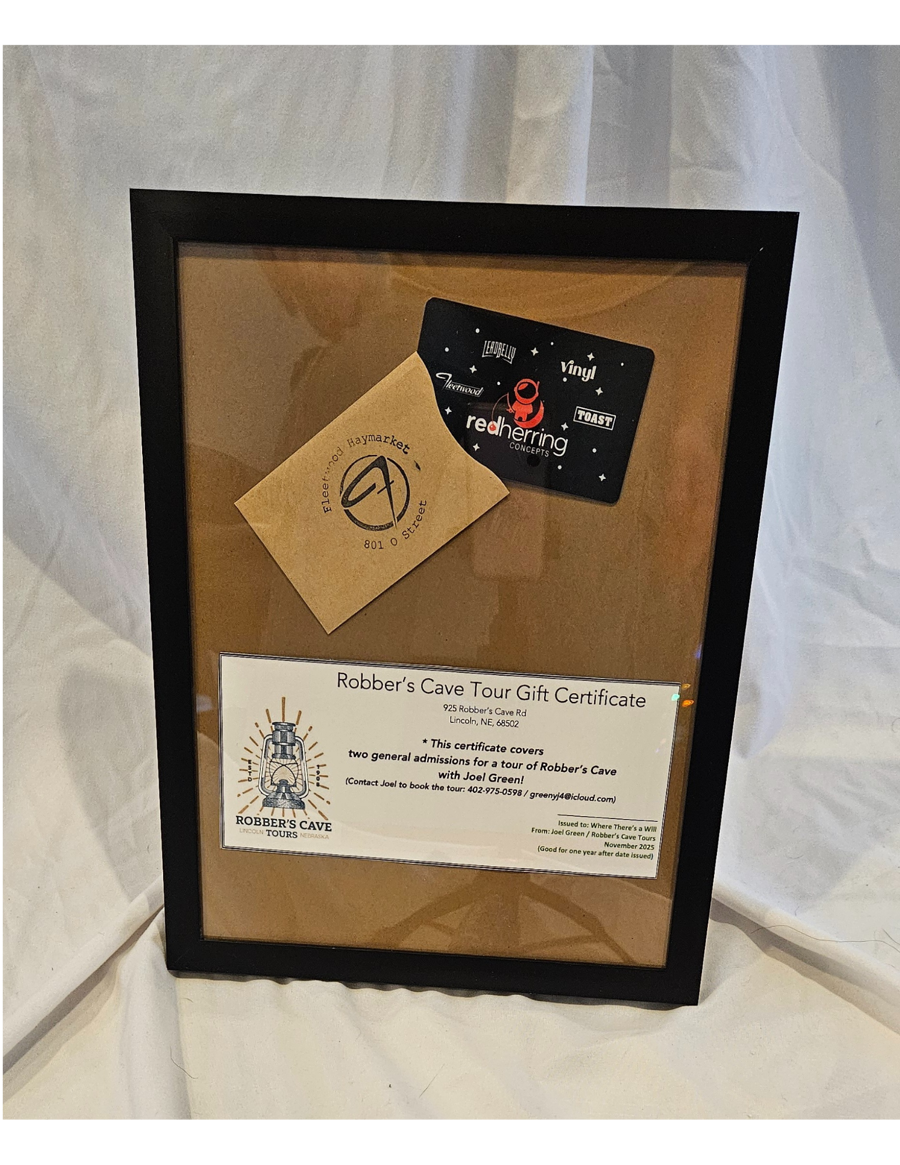 LEADBELLY
vinyl
Fleetwood
TOAST
redherring
CONCEPTS
Fleetwood Haymarket
801 O Street
Robber's Cave Tour Gift Certificate
925 Robber's Cave Rd
Lincoln, NE, 68502
* This certificate covers
two general admissions for a tour of Robber's Cave
with Joel Green!
(Contact Joel to book the tour: 402-975-0598 / greenyj4@icloud.com)
ROBBER'S CAVE
LINCOLN TOURS NEBRASKA
Issued to: Where There's a Will
From: Joel Green / Robber's Cave Tours
November 2025
(Good for one year after date issued)